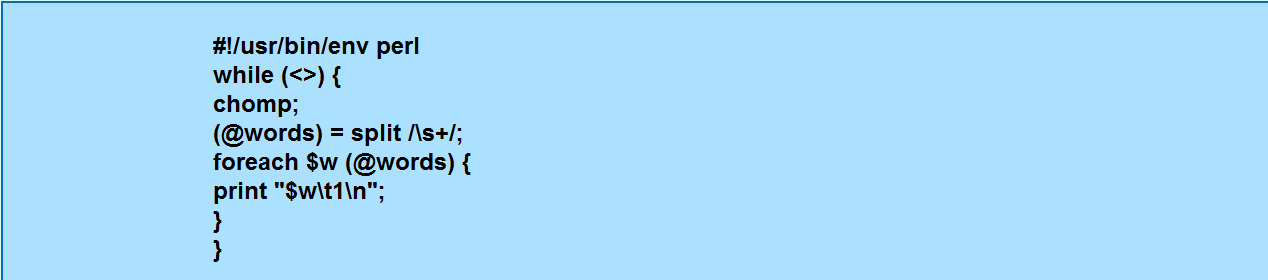 #!/usr/bin/env perl
while (<>) {
chomp;
(@words) = split /\s+/;
foreach $w (@words) {
print "$w\t1\n";
}
}